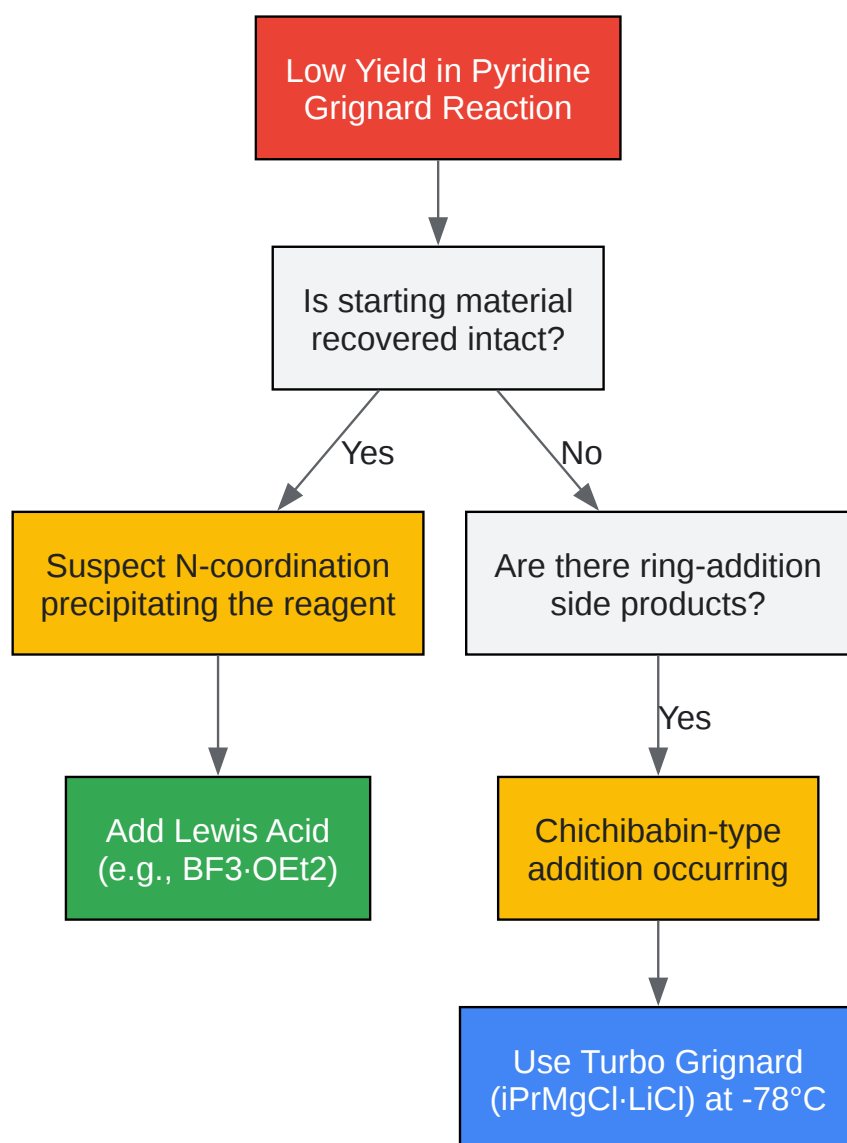 Low Yield in Pyridine
Grignard Reaction
Is starting material
recovered intact?
Yes
No
Suspect N-coordination
precipitating the reagent
Are there ring-addition
side products?
Yes
Add Lewis Acid
(e.g., BF3·OEt2)
Chichibabin-type
addition occurring
Use Turbo Grignard
(iPrMgCl·LiCl) at -78°C